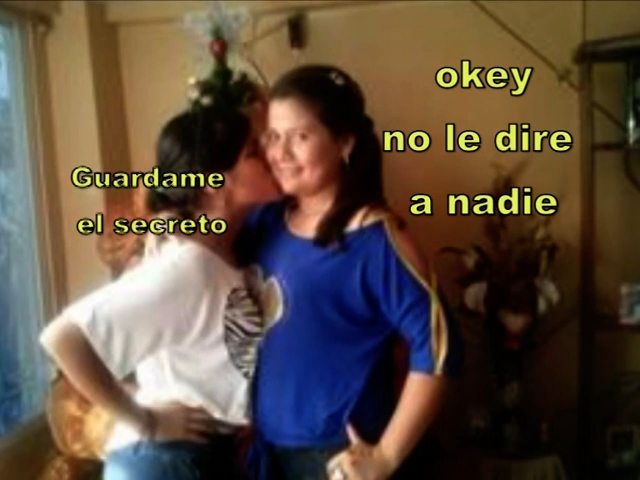 Guardame
el secreto
okey
no le dire
a nadie